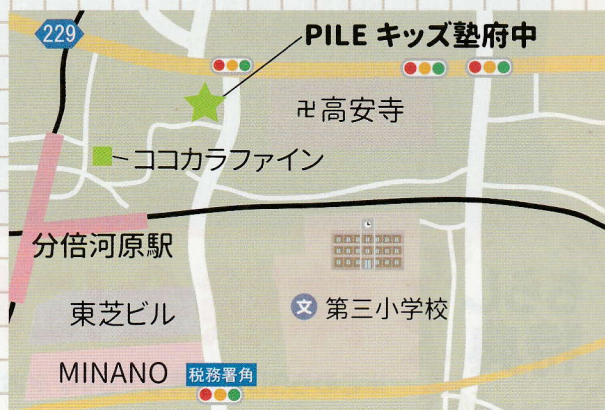 229
PILE キッズ塾府中
卍高安寺
ココカラファイン
分倍河原駅
東芝ビル
文 第三小学校
MINANO
税務署角